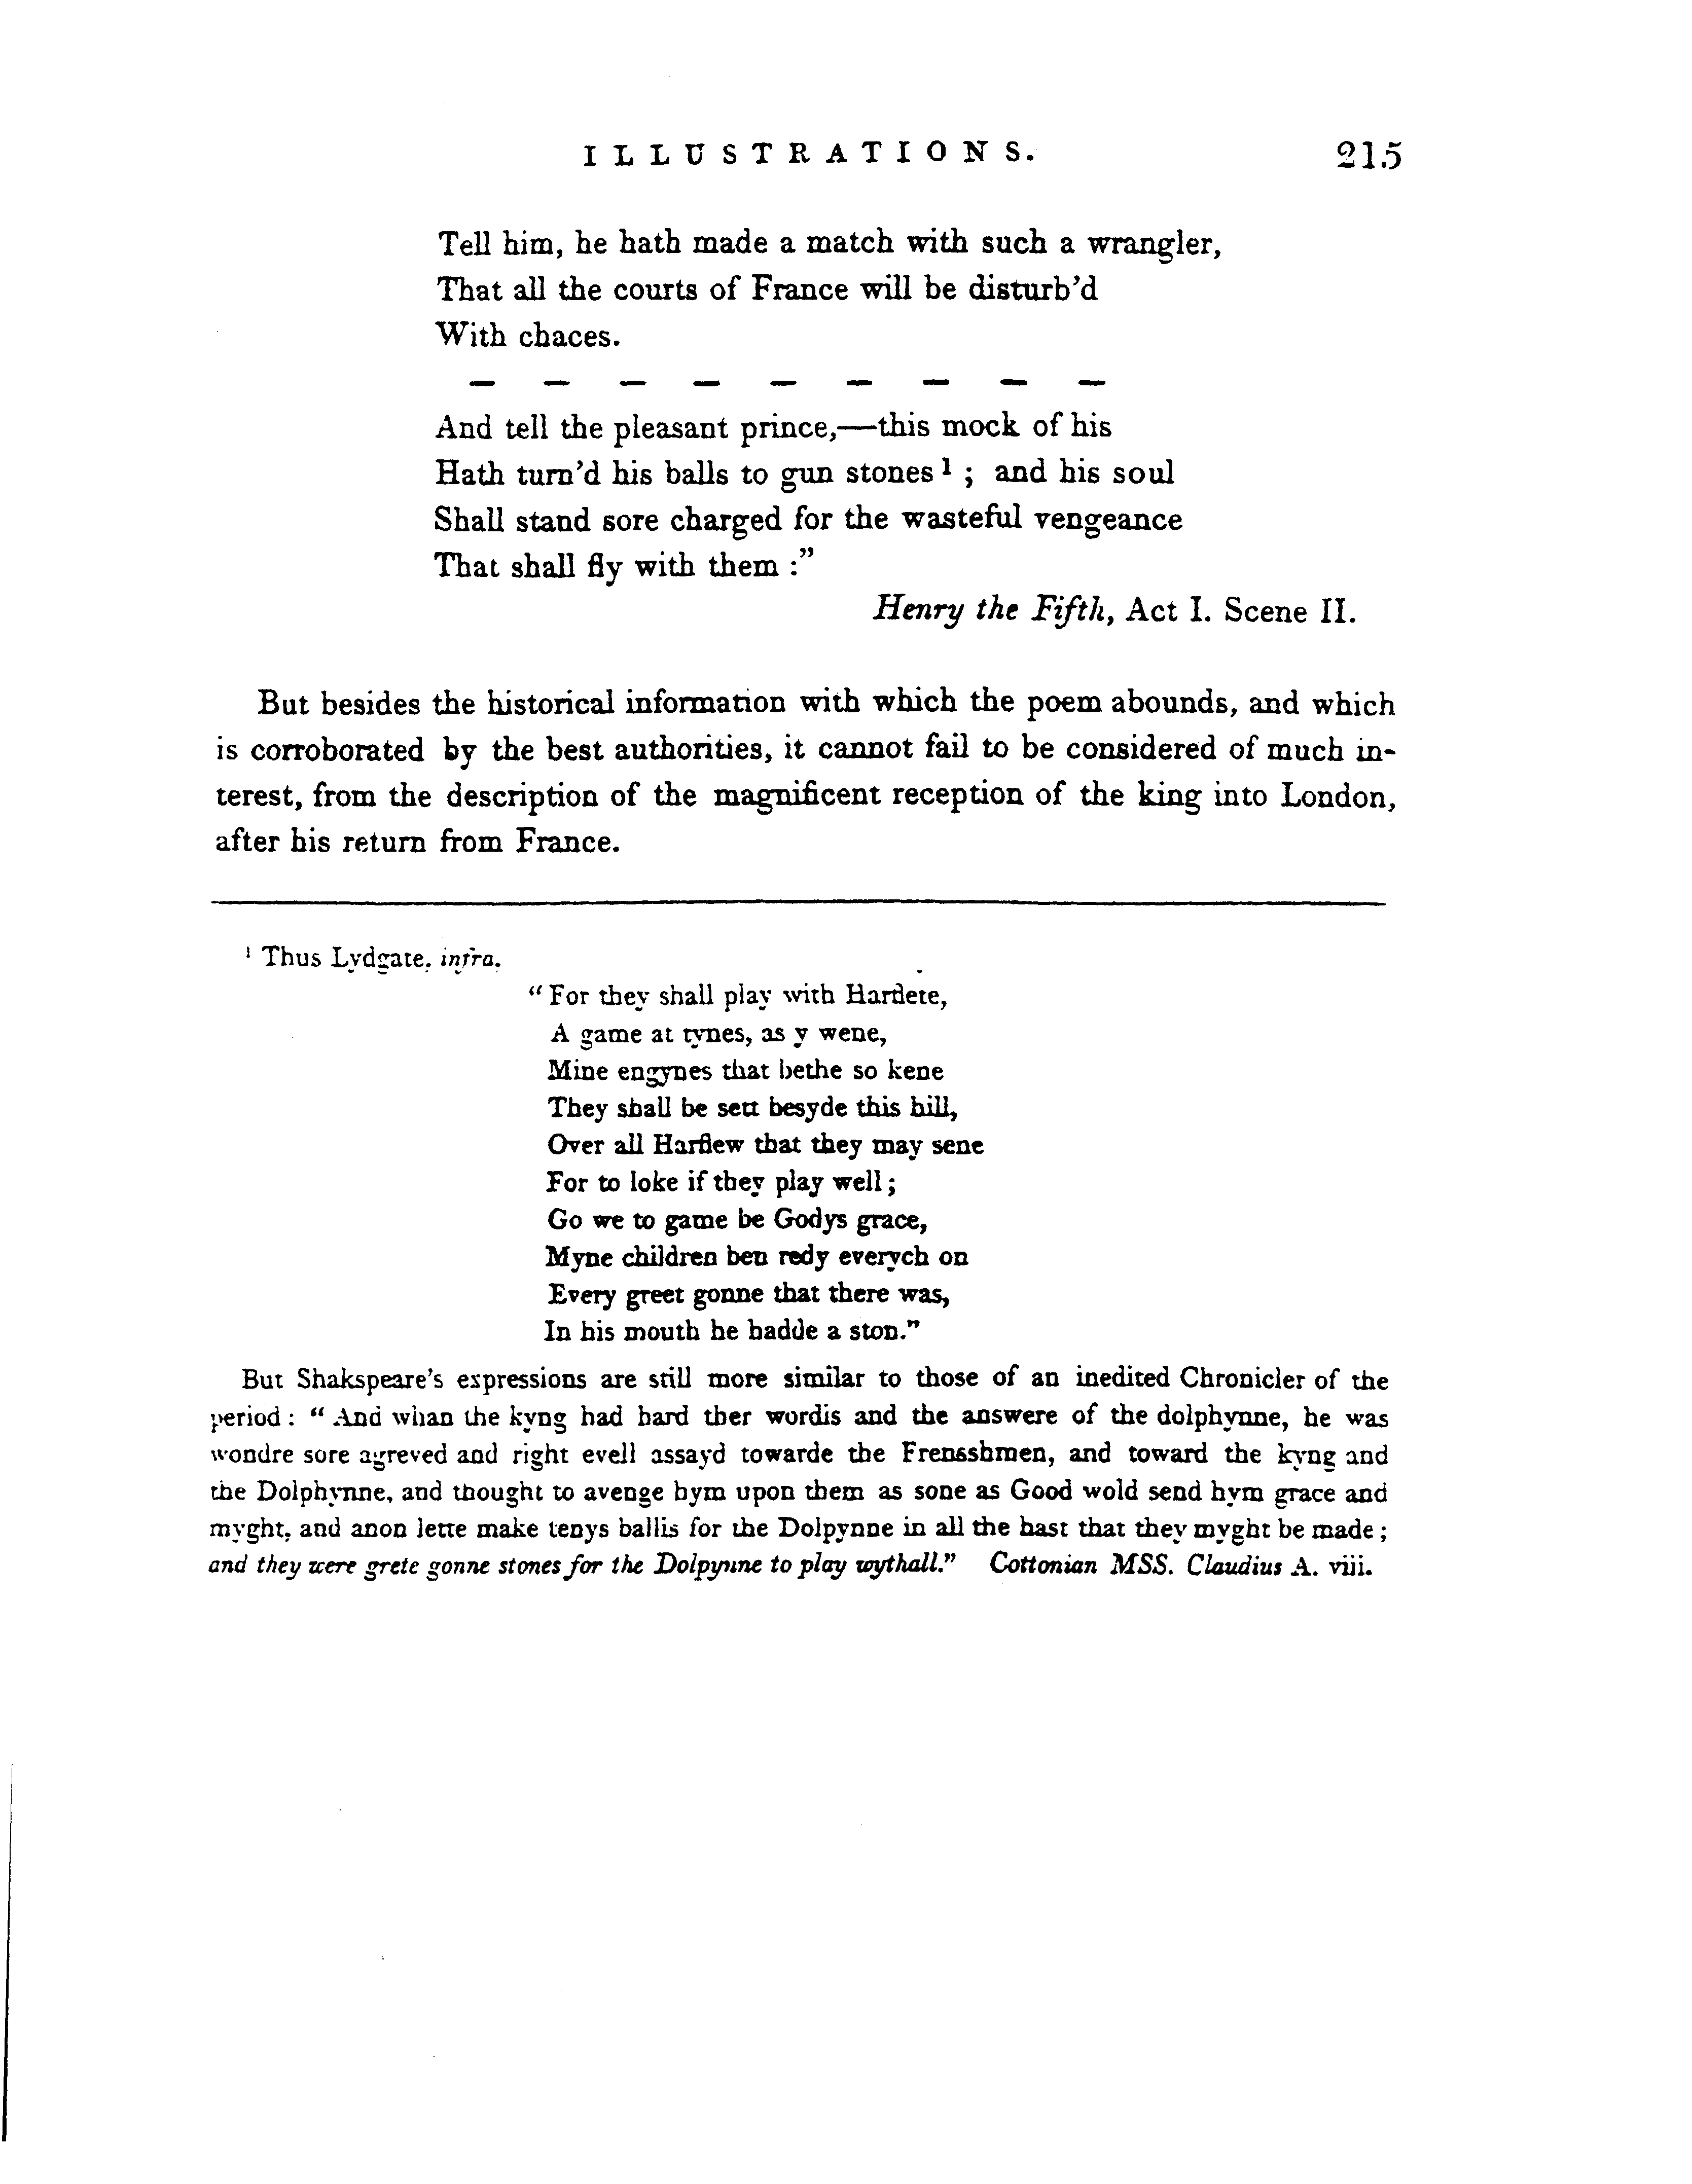 ILLUSTRATIONS. 215
Tell him, he hath made a match with such a wrangler,
That all the courts of France will be disturb'd
With chaces.
— — — — — — — — —
And tell the pleasant prince,—this mock of his
Hath turn'd his balls to gun stones ¹ ; and his soul
Shall stand sore charged for the wasteful vengeance
That shall fly with them :”
Henry the Fifth, Act I. Scene II.
But besides the historical information with which the poem abounds, and which
is corroborated by the best authorities, it cannot fail to be considered of much in-
terest, from the description of the magnificent reception of the king into London,
after his return from France.
¹ Thus Lydgate, infra.
“ For they shall play with Harflete,
A game at tynes, as y wene,
Mine engynes that bethe so kene
They shall be sett besyde this hill,
Over all Harflew that they may sene
For to loke if they play well ;
Go we to game be Godys grace,
Myne children ben redy everych on
Every greet gonne that there was,
In his mouth he hadde a ston.”
But Shakspeare's expressions are still more similar to those of an inedited Chronicler of the
period : “ And whan the kyng had hard ther wordis and the answere of the dolphynne, he was
wondre sore agreved and right evell assayd towarde the Frensshmen, and toward the kyng and
the Dolphynne, and thought to avenge hym upon them as sone as Good wold send hym grace and
myght, and anon lette make tenys ballis for the Dolpynne in all the hast that they myght be made ;
and they were grete gonne stones for the Dolpynne to play wythall.” Cottonian MSS. Claudius A. viii.